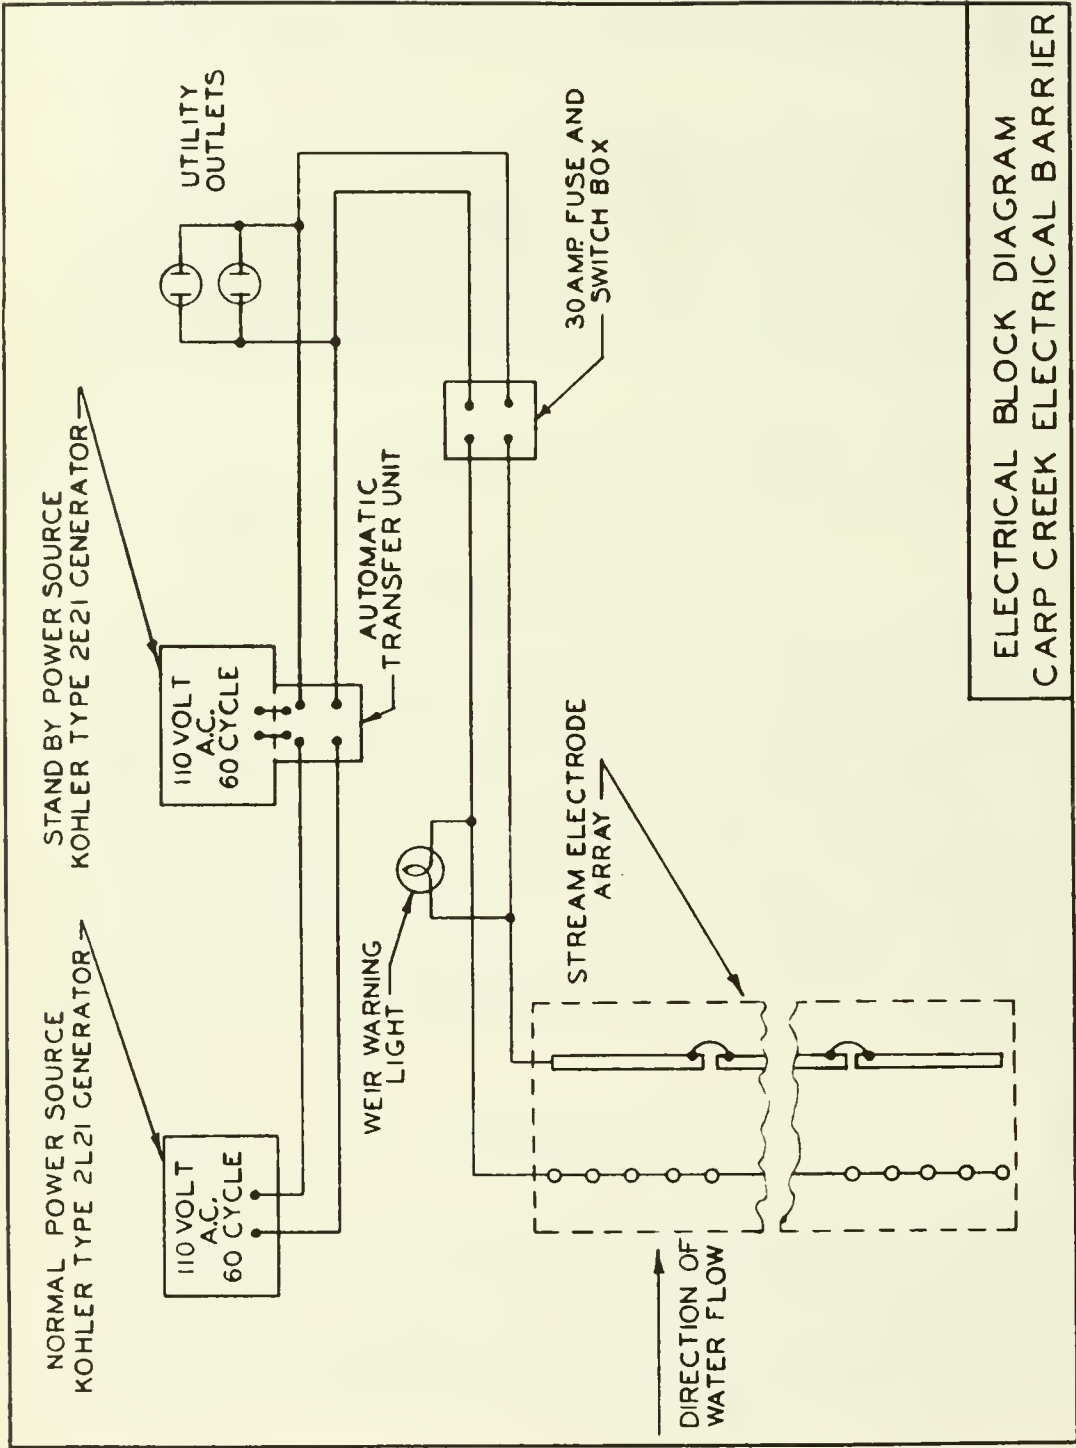 NORMAL POWER SOURCE
KOHLER TYPE 2L21 GENERATOR
110 VOLT
A.C.
60 CYCLE
STAND BY POWER SOURCE
KOHLER TYPE 2E21 GENERATOR
110 VOLT
A.C.
60 CYCLE
UTILITY
OUTLETS
AUTOMATIC
TRANSFER UNIT
WEIR WARNING
LIGHT
30 AMP. FUSE AND
SWITCH BOX
STREAM ELECTRODE
ARRAY
DIRECTION OF
WATER FLOW
ELECTRICAL BLOCK DIAGRAM
CARP CREEK ELECTRICAL BARRIER